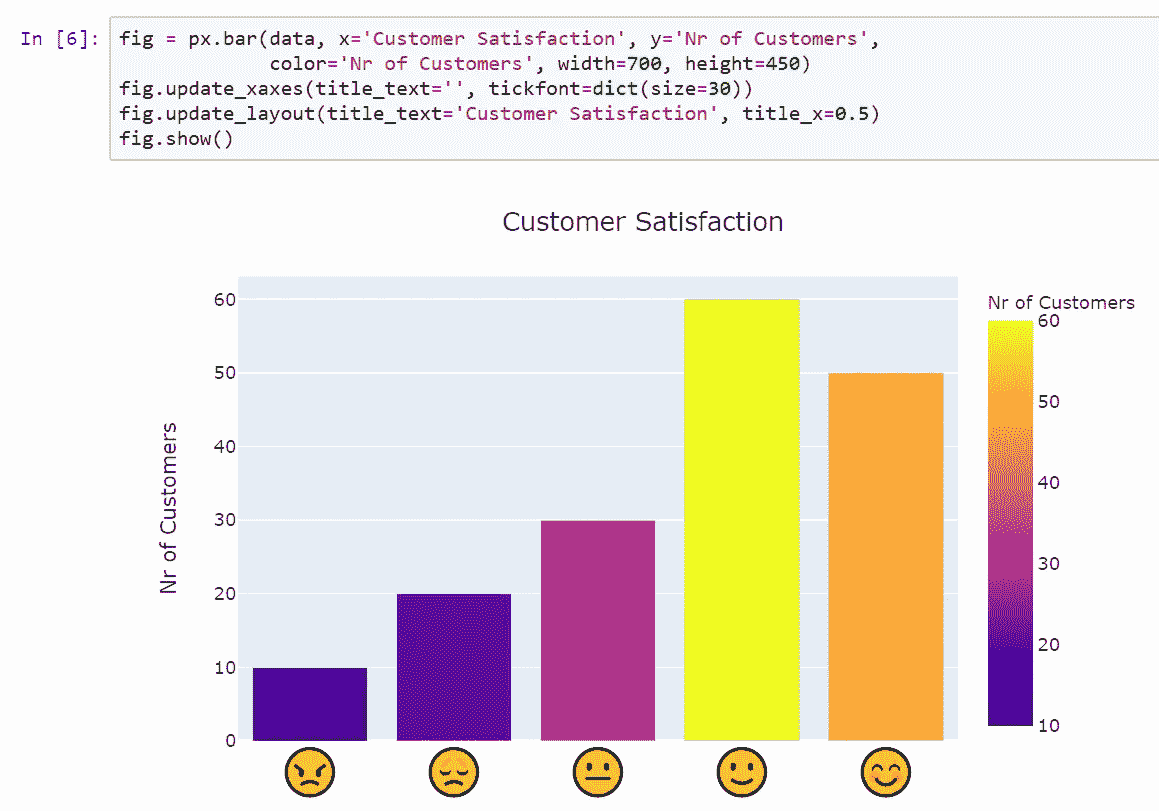 In [6]: fig = px.bar(data, x='Customer Satisfaction', y='Nr of Customers',
color='Nr of Customers', width=700, height=450)
fig.update_xaxes(title_text='', tickfont=dict(size=30))
fig.update_layout(title_text='Customer Satisfaction', title_x=0.5)
fig.show()
Customer Satisfaction
Nr of Customers
60
50
40
30
20
10
0
😠 😔 😐 🙂 😊
Nr of Customers
60
50
40
30
20
10